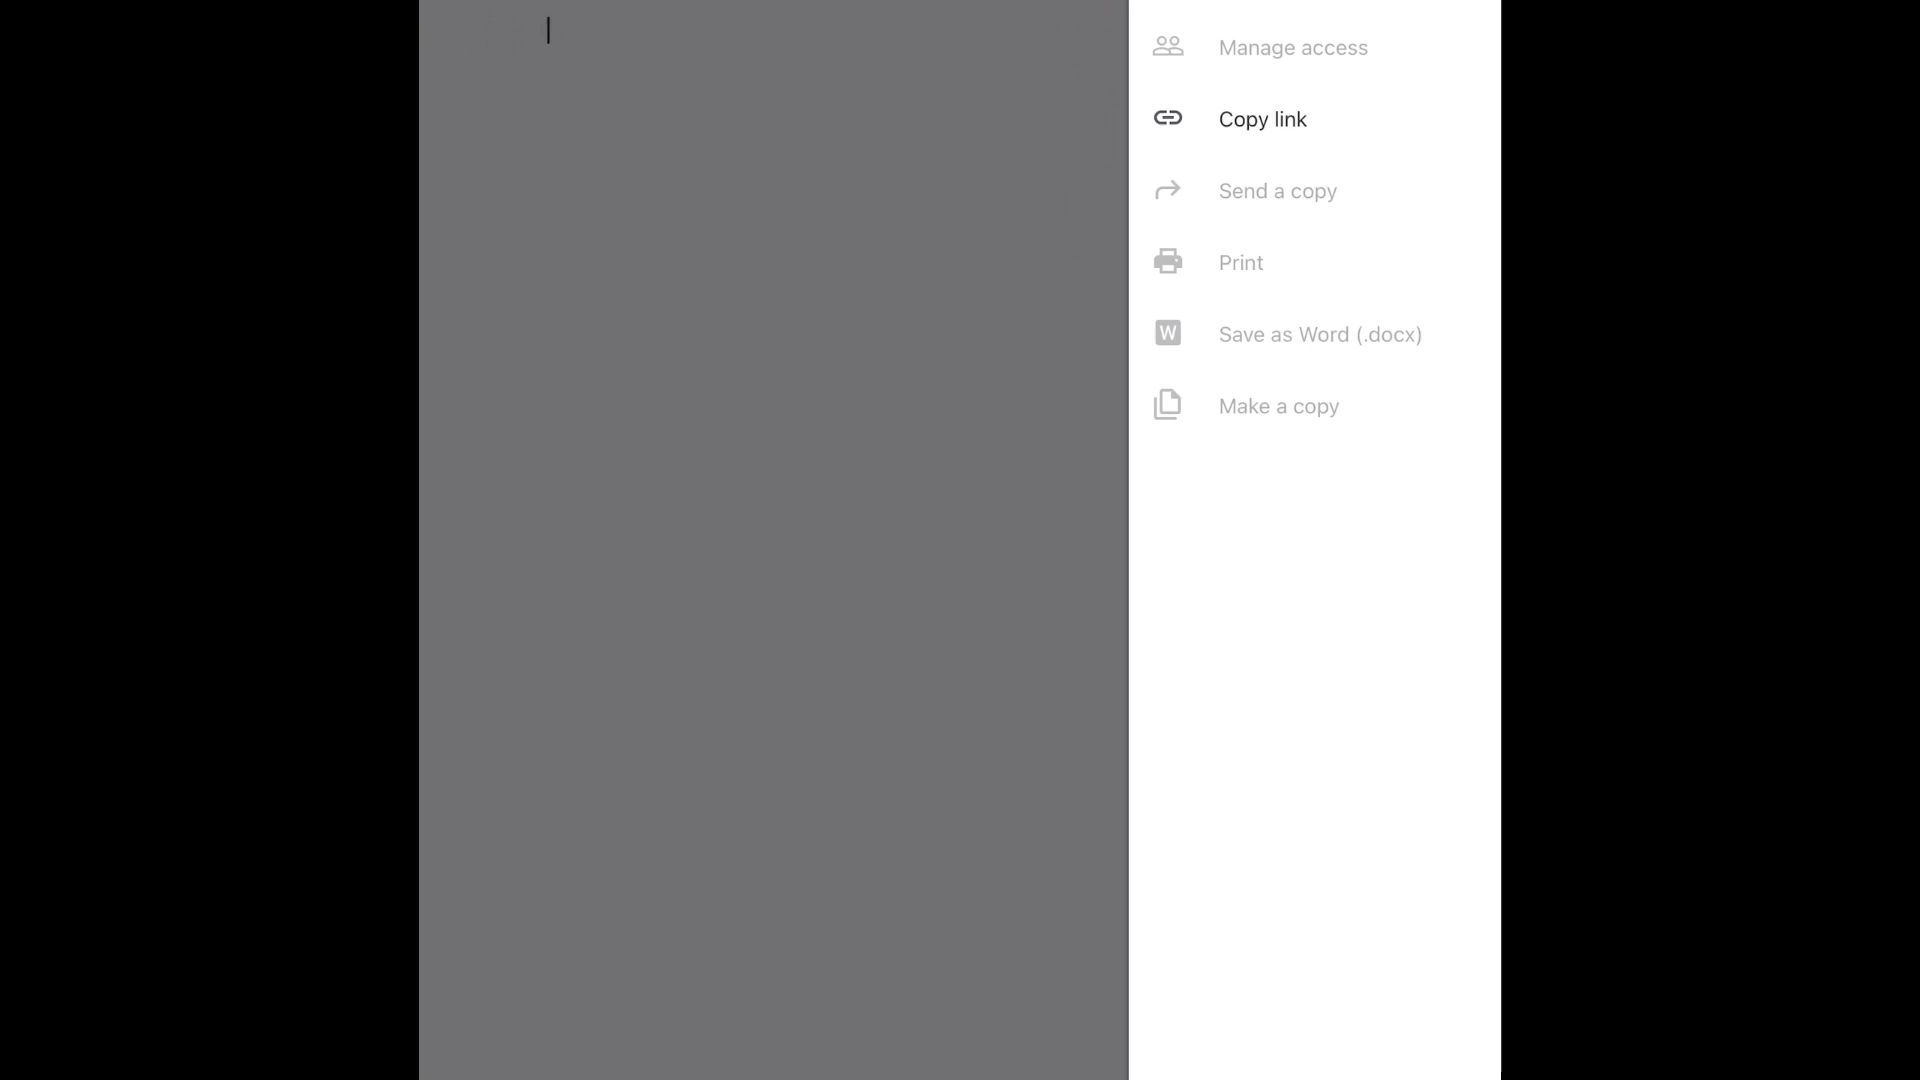 Manage access
Copy link
Send a copy
Print
W
Save as Word (.docx)
Make a copy